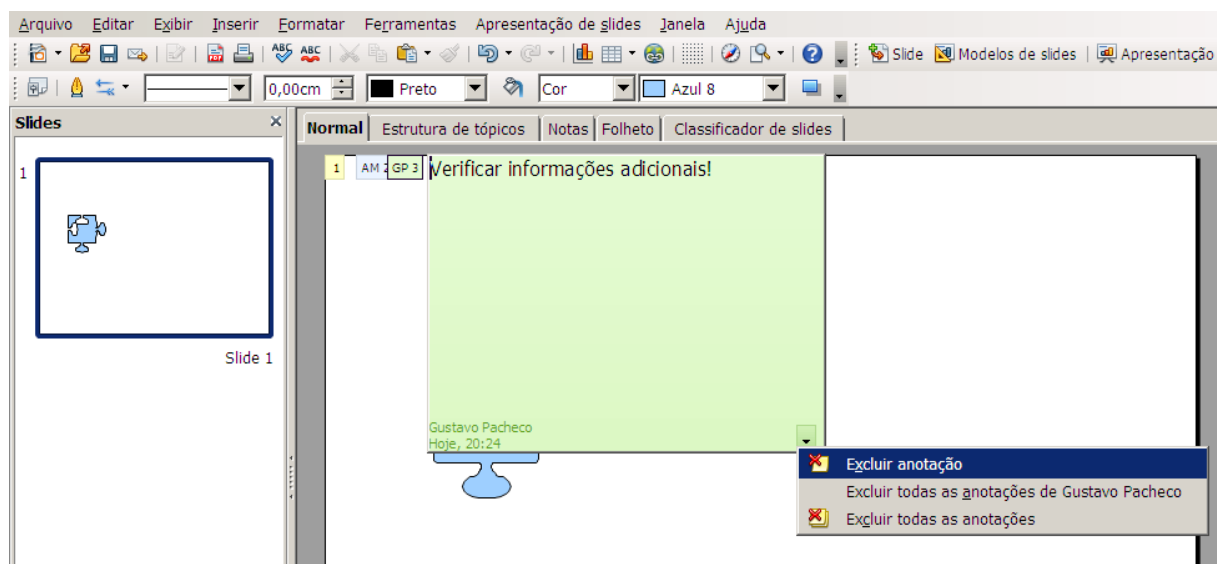 Arquivo Editar Exibir Inserir Formatar Ferramentas Apresentação de slides Janela Ajuda
ABC ABC Slide Modelos de slides Apresentação
0,00cm Preto Cor Azul 8
Slides
Normal Estrutura de tópicos Notas Folheto Classificador de slides
1
Slide 1
1 AM 2 GP 3 Verificar informações adicionais!
Gustavo Pacheco
Hoje, 20:24
Excluir anotação
Excluir todas as anotações de Gustavo Pacheco
Excluir todas as anotações